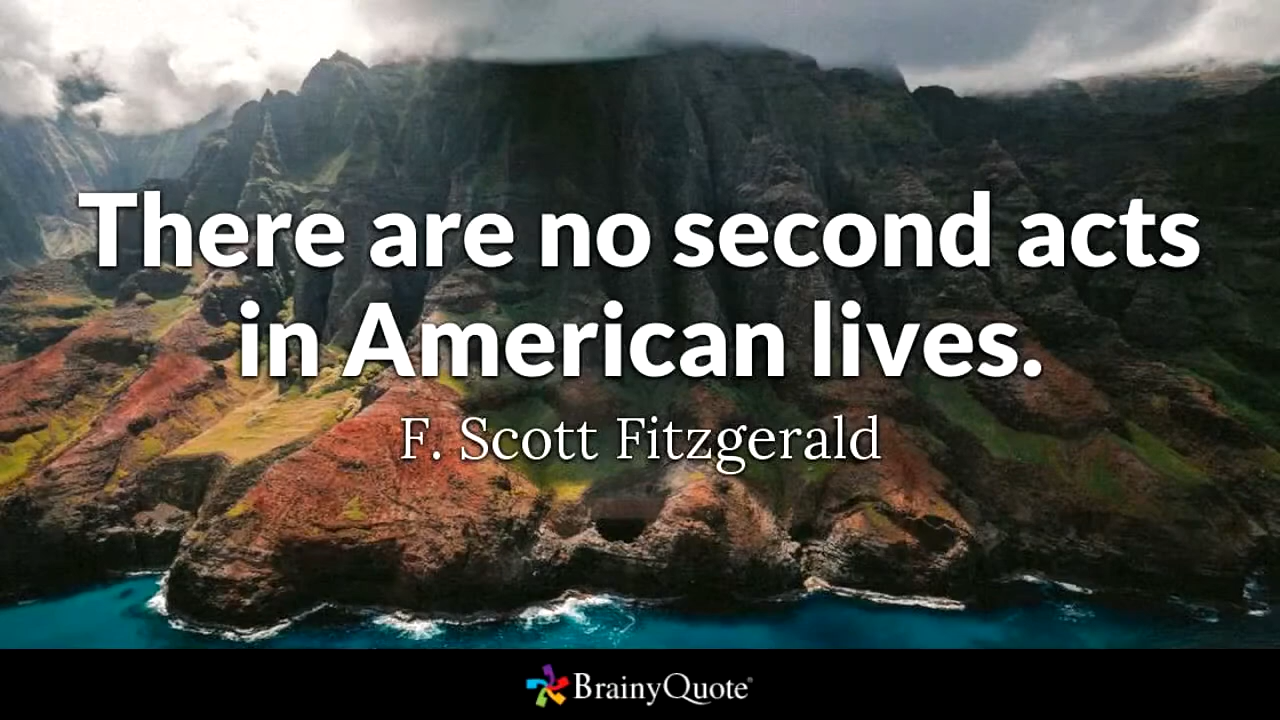 There are no second acts
in American lives.
F. Scott Fitzgerald
BrainyQuote®